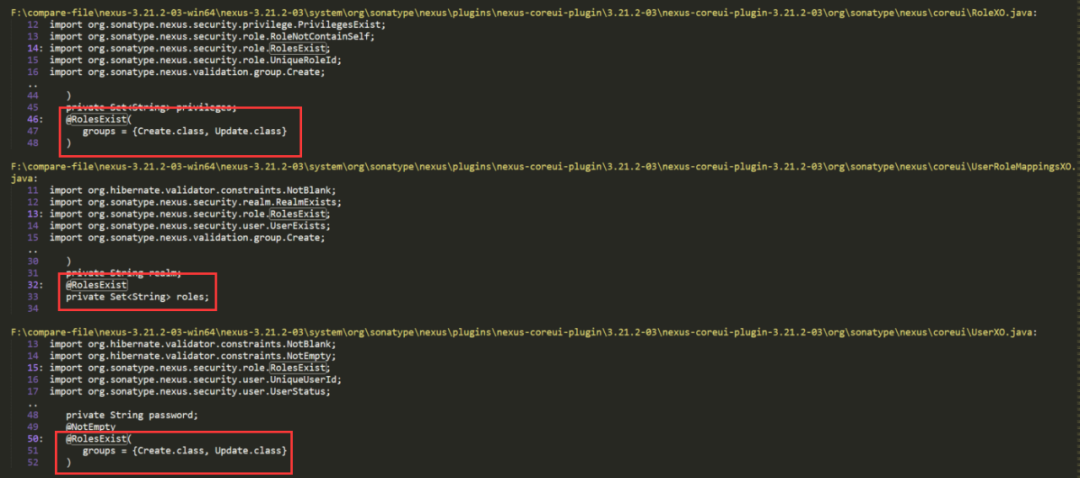 F:\compare-file\nexus-3.21.2-03-win64\nexus-3.21.2-03\system\org\sonatype\nexus\plugins\nexus-coreui-plugin\3.21.2-03\nexus-coreui-plugin-3.21.2-03\org\sonatype\nexus\coreui\RoleXO.java:
12 import org.sonatype.nexus.security.privilege.PrivilegesExist;
13 import org.sonatype.nexus.security.role.RoleNotContainSelf;
14: import org.sonatype.nexus.security.role.RolesExist;
15 import org.sonatype.nexus.security.role.UniqueRoleId;
16 import org.sonatype.nexus.validation.group.Create;
..
44 )
45 private Set<String> privileges;
46: @RolesExist(
47 groups = {Create.class, Update.class}
48 )
F:\compare-file\nexus-3.21.2-03-win64\nexus-3.21.2-03\system\org\sonatype\nexus\plugins\nexus-coreui-plugin\3.21.2-03\nexus-coreui-plugin-3.21.2-03\org\sonatype\nexus\coreui\UserRoleMappingsXO.
java:
11 import org.hibernate.validator.constraints.NotBlank;
12 import org.sonatype.nexus.security.realm.RealmExists;
13: import org.sonatype.nexus.security.role.RolesExist;
14 import org.sonatype.nexus.security.user.UserExists;
15 import org.sonatype.nexus.validation.group.Create;
..
30 )
31 private String realm;
32: @RolesExist
33 private Set<String> roles;
34
F:\compare-file\nexus-3.21.2-03-win64\nexus-3.21.2-03\system\org\sonatype\nexus\plugins\nexus-coreui-plugin\3.21.2-03\nexus-coreui-plugin-3.21.2-03\org\sonatype\nexus\coreui\UserXO.java:
13 import org.hibernate.validator.constraints.NotBlank;
14 import org.hibernate.validator.constraints.NotEmpty;
15: import org.sonatype.nexus.security.role.RolesExist;
16 import org.sonatype.nexus.security.user.UniqueUserId;
17 import org.sonatype.nexus.security.user.UserStatus;
..
48 private String password;
49 @NotEmpty
50: @RolesExist(
51 groups = {Create.class, Update.class}
52 )